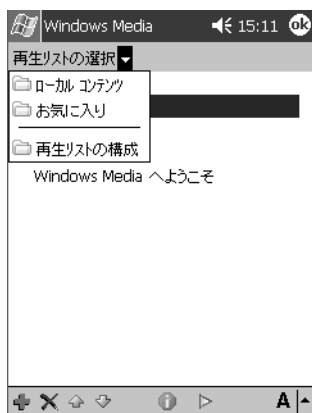 Windows Media 15:11 ok
再生リストの選択
ローカル コンテンツ
お気に入り
再生リストの構成
Windows Media へようこそ
A